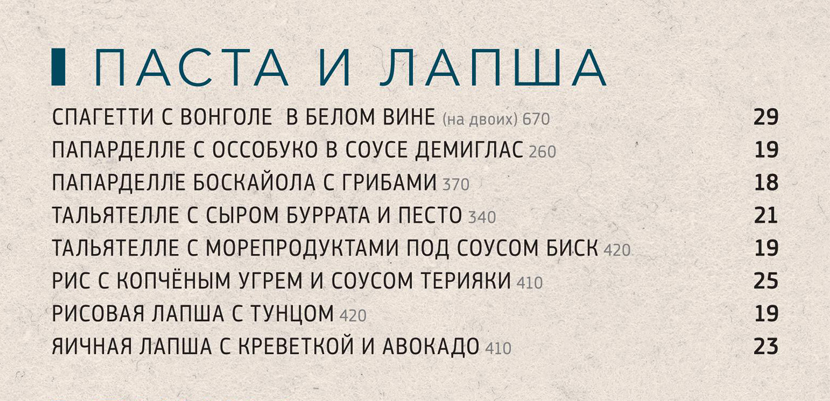 ПАСТА И ЛАПША
СПАГЕТТИ С ВОНГОЛЕ В БЕЛОМ ВИНЕ (на двоих) 670 29
ПАПАРДЕЛЛЕ С ОССОБУКО В СОУСЕ ДЕМИГЛАС 260 19
ПАПАРДЕЛЛЕ БОСКАЙОЛА С ГРИБАМИ 370 18
ТАЛЬЯТЕЛЛЕ С СЫРОМ БУРРАТА И ПЕСТО 340 21
ТАЛЬЯТЕЛЛЕ С МОРЕПРОДУКТАМИ ПОД СОУСОМ БИСК 420 19
РИС С КОПЧЁНЫМ УГРЕМ И СОУСОМ ТЕРИЯКИ 410 25
РИСОВАЯ ЛАПША С ТУНЦОМ 420 19
ЯИЧНАЯ ЛАПША С КРЕВЕТКОЙ И АВОКАДО 410 23